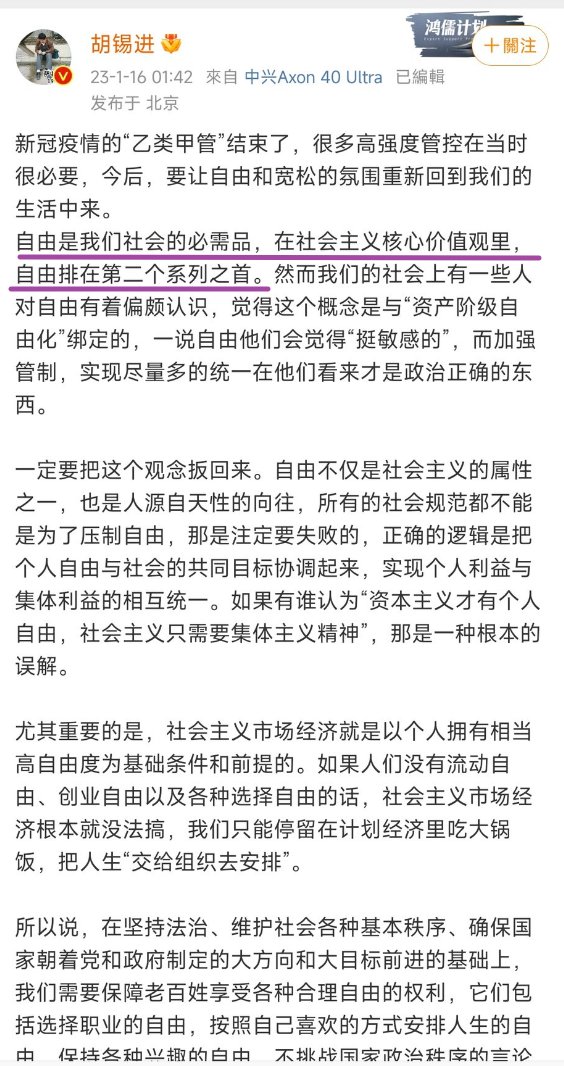 鸿儒计划
Expert Support Program
胡锡进
＋關注
23-1-16 01:42 來自 中兴Axon 40 Ultra 已編輯
发布于 北京
新冠疫情的“乙类甲管”结束了，很多高强度管控在当时
很必要，今后，要让自由和宽松的氛围重新回到我们的
生活中来。
自由是我们社会的必需品，在社会主义核心价值观里，
自由排在第二个系列之首。然而我们的社会上有一些人
对自由有着偏颇认识，觉得这个概念是与“资产阶级自
由化”绑定的，一说自由他们会觉得“挺敏感的”，而加强
管制，实现尽量多的统一在他们看来才是政治正确的东
西。
一定要把这个观念扳回来。自由不仅是社会主义的属性
之一，也是人源自天性的向往，所有的社会规范都不能
是为了压制自由，那是注定要失败的，正确的逻辑是把
个人自由与社会的共同目标协调起来，实现个人利益与
集体利益的相互统一。如果有谁认为“资本主义才有个人
自由，社会主义只需要集体主义精神”，那是一种根本的
误解。
尤其重要的是，社会主义市场经济就是以个人拥有相当
高自由度为基础条件和前提的。如果人们没有流动自
由、创业自由以及各种选择自由的话，社会主义市场经
济根本就没法搞，我们只能停留在计划经济里吃大锅
饭，把人生“交给组织去安排”。
所以说，在坚持法治、维护社会各种基本秩序、确保国
家朝着党和政府制定的大方向和大目标前进的基础上，
我们需要保障老百姓享受各种合理自由的权利，它们包
括选择职业的自由，按照自己喜欢的方式安排人生的自
由，保持各种兴趣的自由，不挑战国家政治秩序的言论